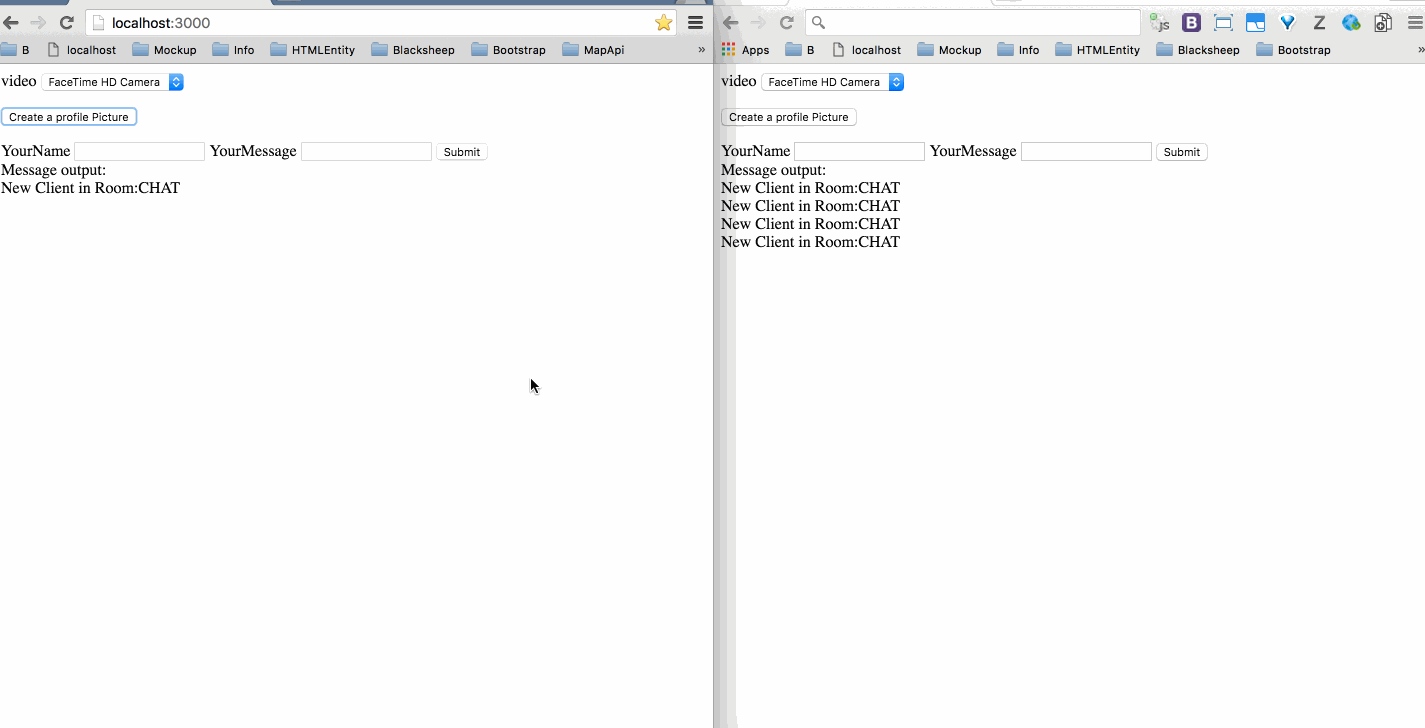 localhost:3000
B localhost Mockup Info HTMLEntity Blacksheep Bootstrap MapApi »
video FaceTime HD Camera
Create a profile Picture
YourName YourMessage Submit
Message output:
New Client in Room:CHAT
js B Z
Apps B localhost Mockup Info HTMLEntity Blacksheep Bootstrap »
video FaceTime HD Camera
Create a profile Picture
YourName YourMessage Submit
Message output:
New Client in Room:CHAT
New Client in Room:CHAT
New Client in Room:CHAT
New Client in Room:CHAT